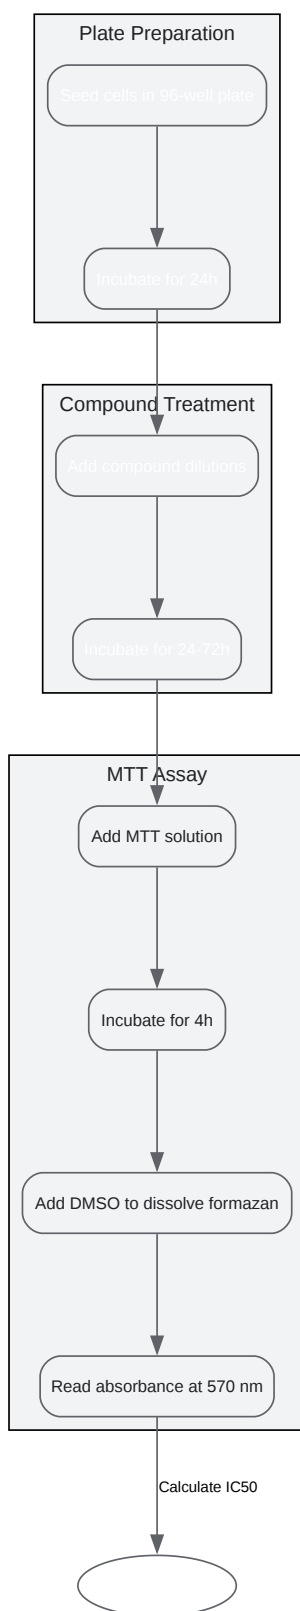 Plate Preparation
Seed cells in 96-well plate
Incubate for 24h
Compound Treatment
Add compound dilutions
Incubate for 24-72h
MTT Assay
Add MTT solution
Incubate for 4h
Add DMSO to dissolve formazan
Read absorbance at 570 nm
Calculate IC50